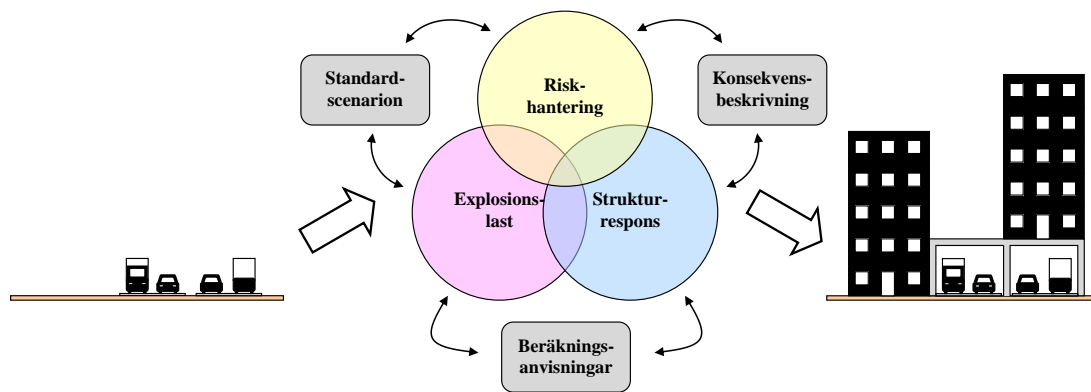 Standard-
scenarion
Risk-
hantering
Konsekvens-
beskrivning
Explosions-
last
Struktur-
respons
Beräknings-
anvisningar